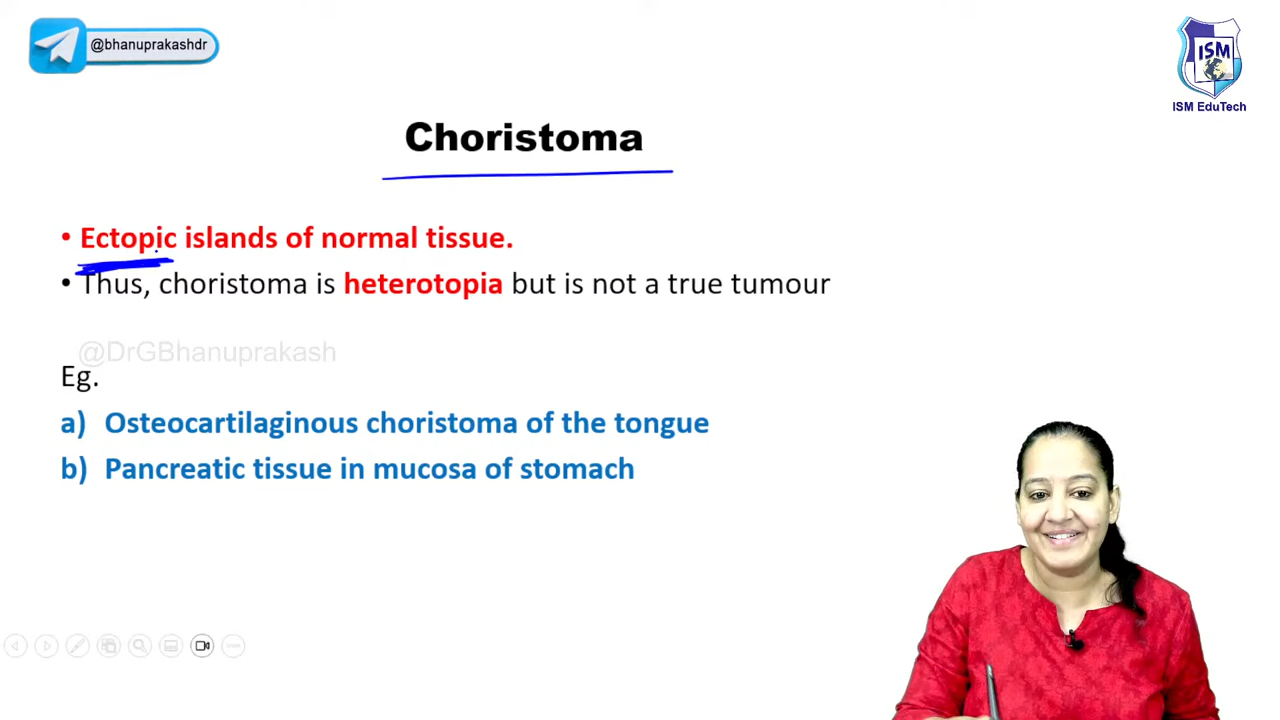 @bhanuprakashdr
ISM
ISM EduTech
Choristoma
• Ectopic islands of normal tissue.
• Thus, choristoma is heterotopia but is not a true tumour
@DrGBhanuprakash
Eg.
a) Osteocartilaginous choristoma of the tongue
b) Pancreatic tissue in mucosa of stomach